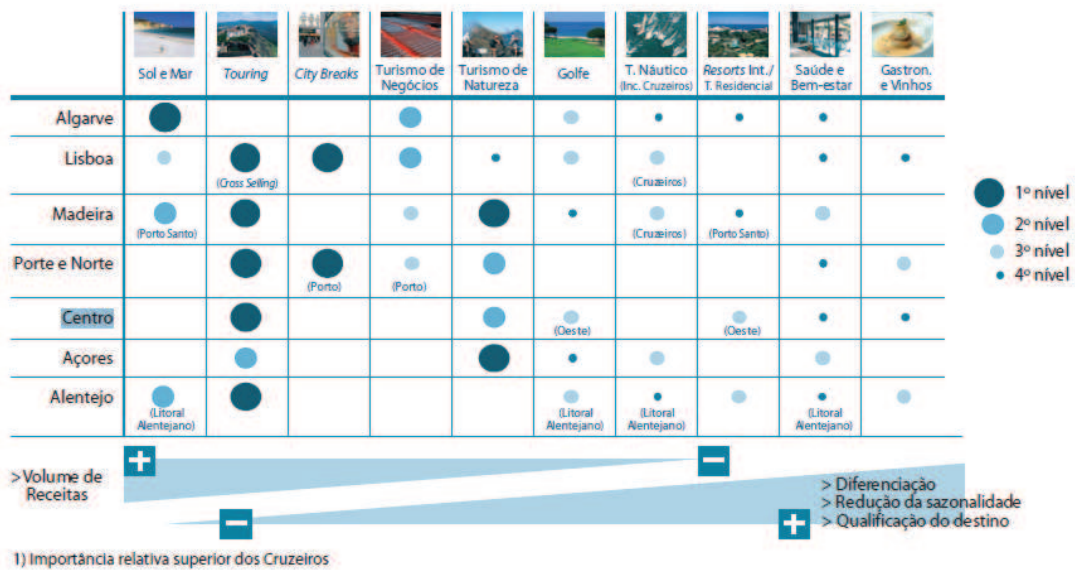 Sol e Mar
Touring
City Breaks
Turismo de
Negócios
Turismo de
Natureza
Golfe
T. Náutico
(Inc. Cruzeiros)
Resorts Int./
T. Residencial
Saúde e
Bem-estar
Gastron.
e Vinhos
Algarve
Lisboa
(Cross Selling)
(Cruzeiros)
Madeira
(Porto Santo)
(Cruzeiros)
(Porto Santo)
Porte e Norte
(Porto)
(Porto)
Centro
(Oeste)
(Oeste)
Açores
Alentejo
(Litoral
Alentejano)
(Litoral
Alentejano)
(Litoral
Alentejano)
(Litoral
Alentejano)
1º nível
2º nível
3º nível
4º nível
+
−
> Volume de
Receitas
−
+
> Diferenciação
> Redução da sazonalidade
> Qualificação do destino
1) Importância relativa superior dos Cruzeiros